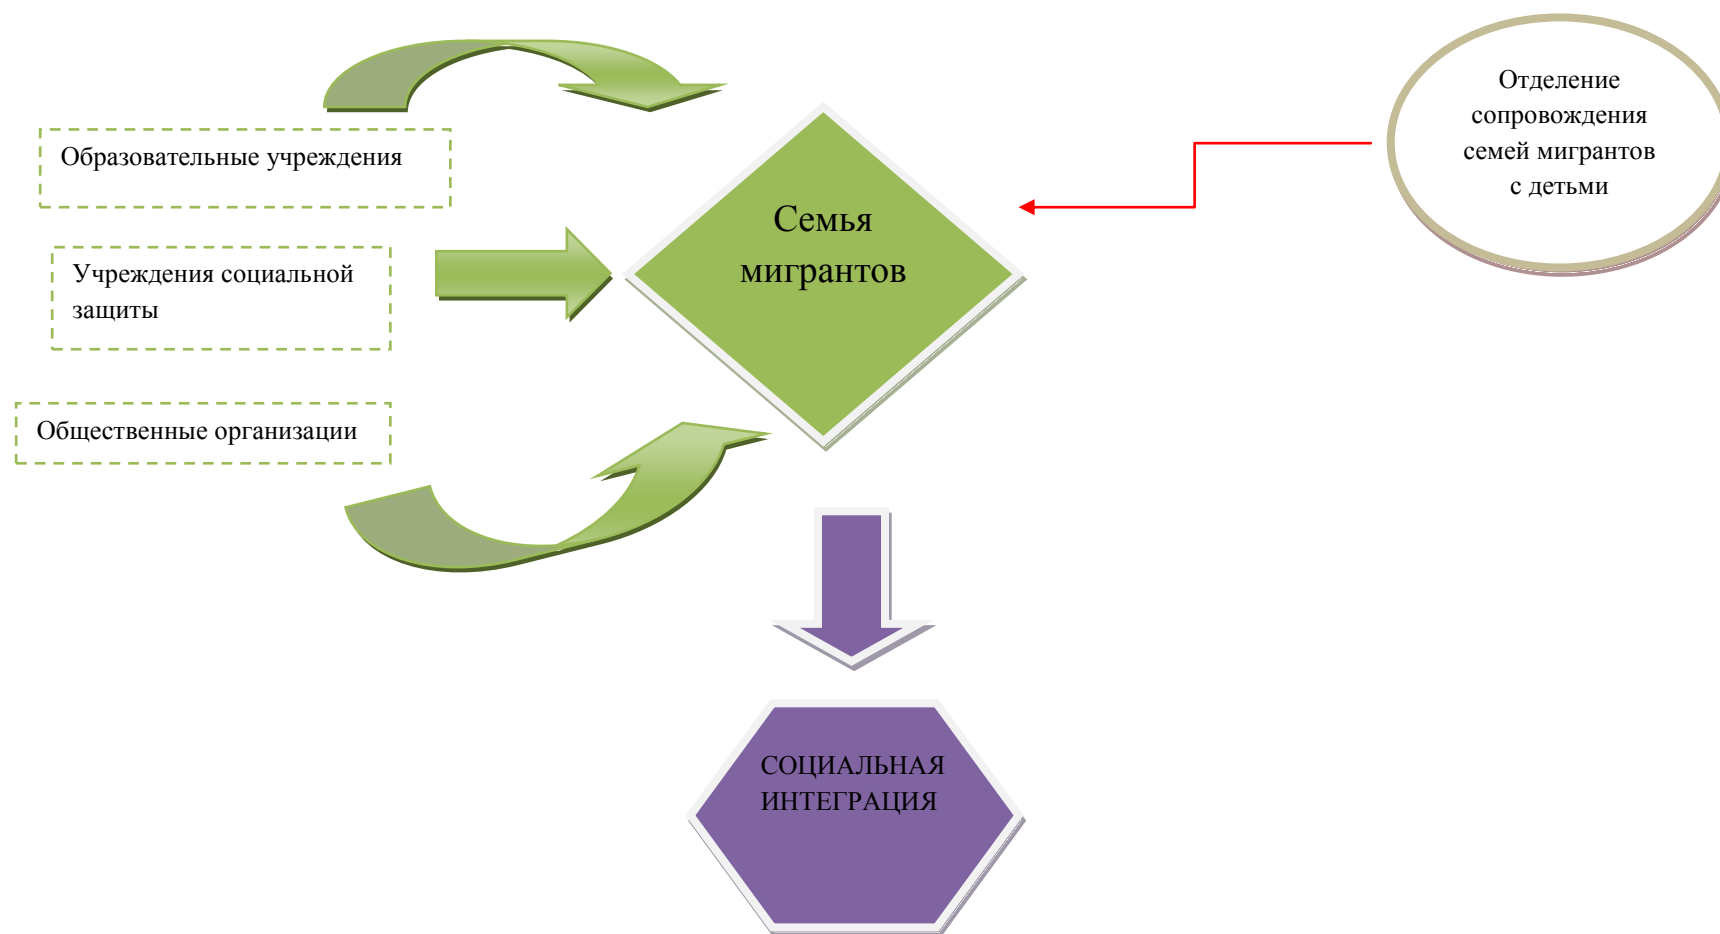 Образовательные учреждения
Учреждения социальной
защиты
Общественные организации
Семья
мигрантов
Отделение
сопровождения
семей мигрантов
с детьми
СОЦИАЛЬНАЯ
ИНТЕГРАЦИЯ